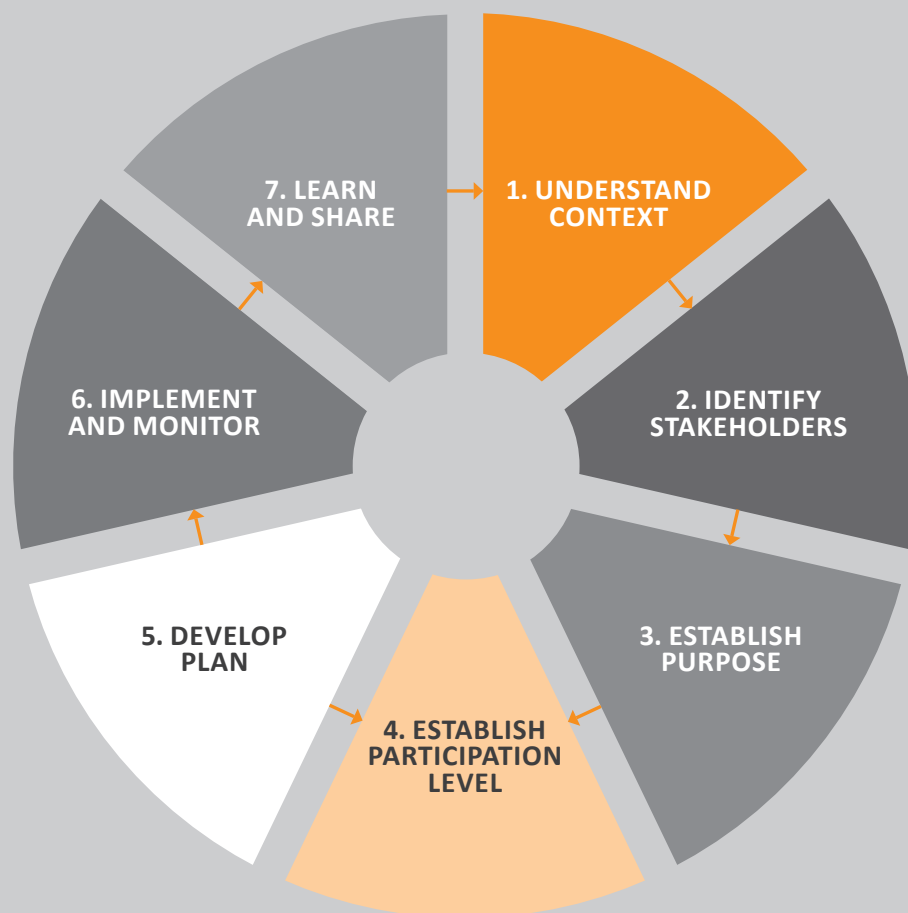 1. UNDERSTAND
CONTEXT
2. IDENTIFY
STAKEHOLDERS
3. ESTABLISH
PURPOSE
4. ESTABLISH
PARTICIPATION
LEVEL
5. DEVELOP
PLAN
6. IMPLEMENT
AND MONITOR
7. LEARN
AND SHARE